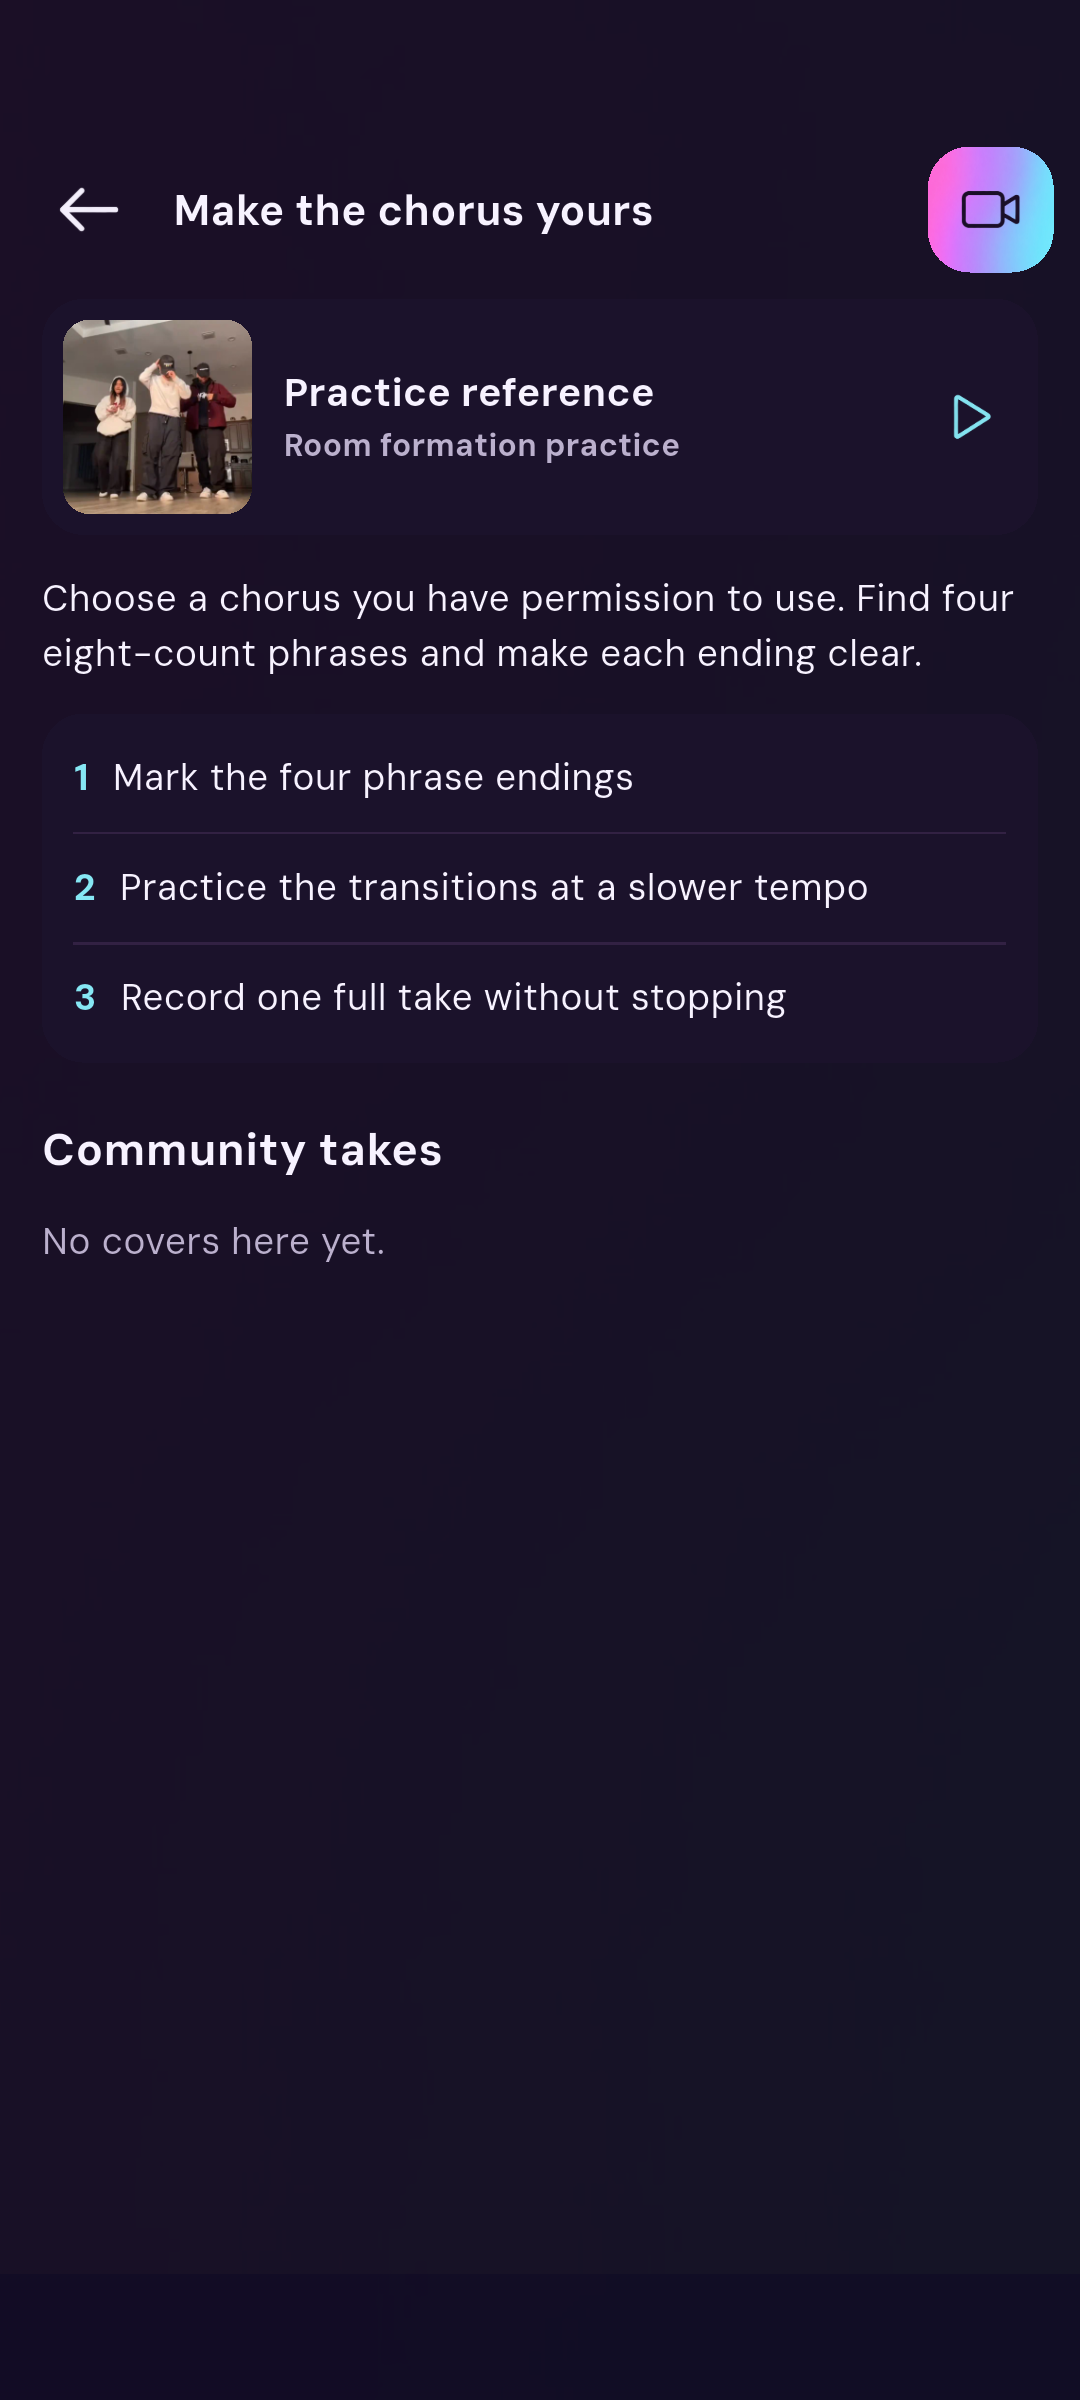 Make the chorus yours
Practice reference
Room formation practice
Choose a chorus you have permission to use. Find four
eight-count phrases and make each ending clear.
1 Mark the four phrase endings
2 Practice the transitions at a slower tempo
3 Record one full take without stopping
Community takes
No covers here yet.